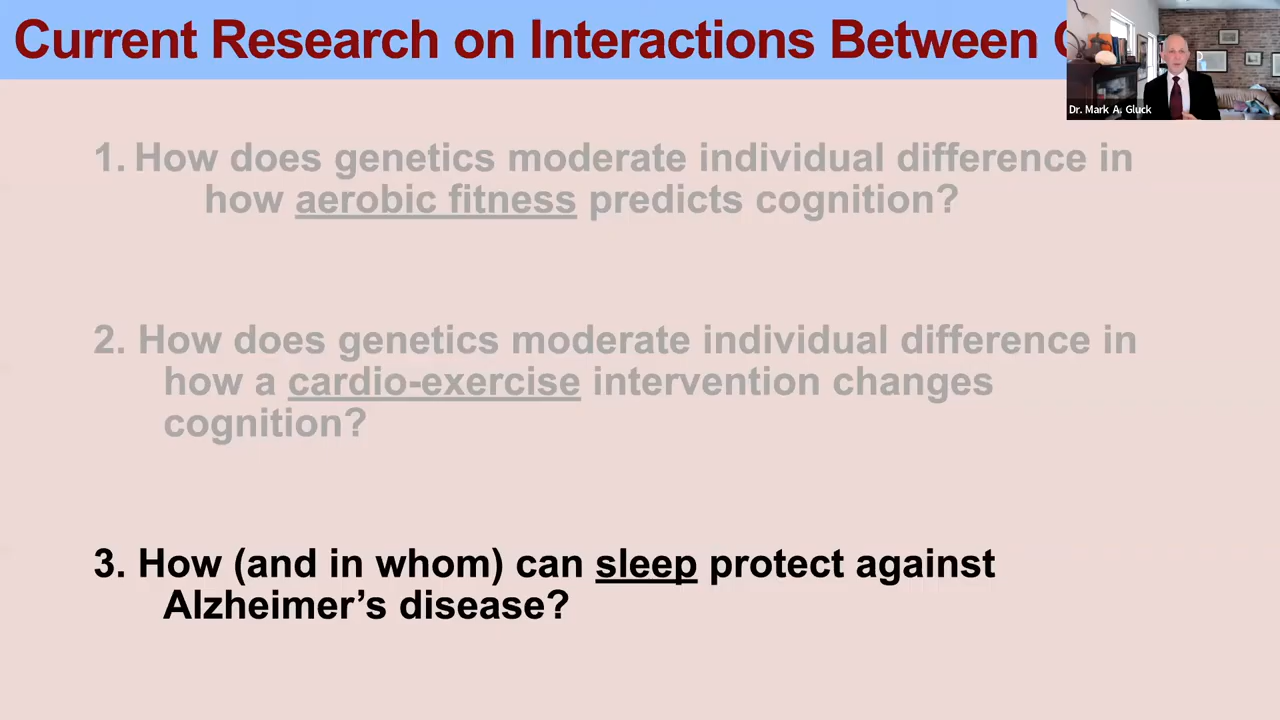 Current Research on Interactions Between
Dr. Mark A. Gluck
1. How does genetics moderate individual difference in
how aerobic fitness predicts cognition?
2. How does genetics moderate individual difference in
how a cardio-exercise intervention changes
cognition?
3. How (and in whom) can sleep protect against
Alzheimer’s disease?